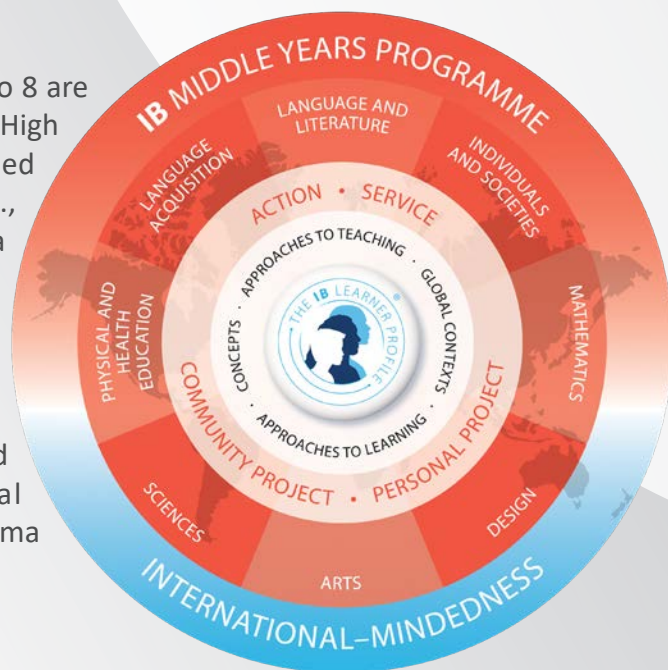 o 8 are
High
ed
.,
a
d
al
ma
IB MIDDLE YEARS PROGRAMME
LANGUAGE AND
LITERATURE
INDIVIDUALS
AND SOCIETIES
MATHEMATICS
DESIGN
ARTS
SCIENCES
PHYSICAL AND
HEALTH
EDUCATION
LANGUAGE
ACQUISITION
ACTION • SERVICE
PERSONAL PROJECT
COMMUNITY PROJECT •
APPROACHES TO TEACHING ·
GLOBAL CONTEXTS ·
APPROACHES TO LEARNING ·
CONCEPTS ·
THE IB LEARNER PROFILE
®
INTERNATIONAL–MINDEDNESS